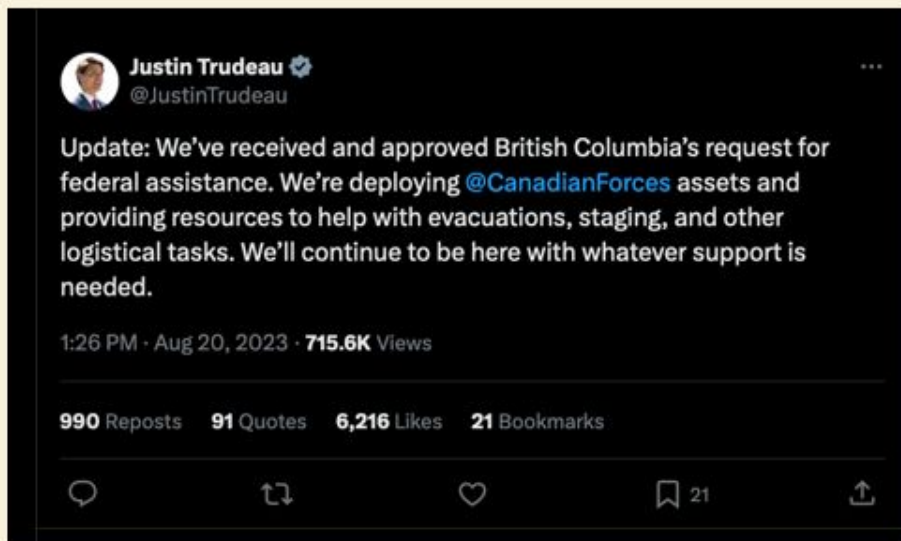 Justin Trudeau
@JustinTrudeau
Update: We’ve received and approved British Columbia’s request for
federal assistance. We’re deploying @CanadianForces assets and
providing resources to help with evacuations, staging, and other
logistical tasks. We’ll continue to be here with whatever support is
needed.
1:26 PM · Aug 20, 2023 · 715.6K Views
990 Reposts 91 Quotes 6,216 Likes 21 Bookmarks
21